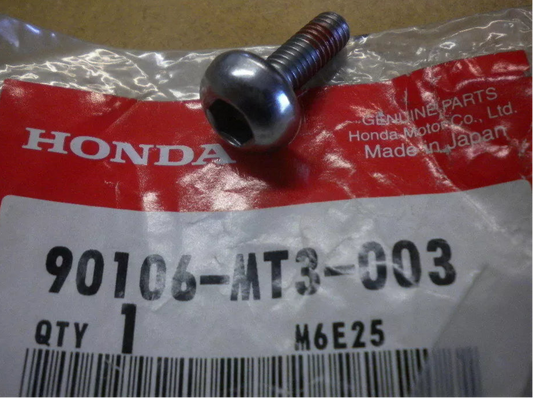 HONDA
GENUINE PARTS
Honda Motor Co., Ltd.
Made in Japan
90106-MT3-003
QTY 1 M6E25